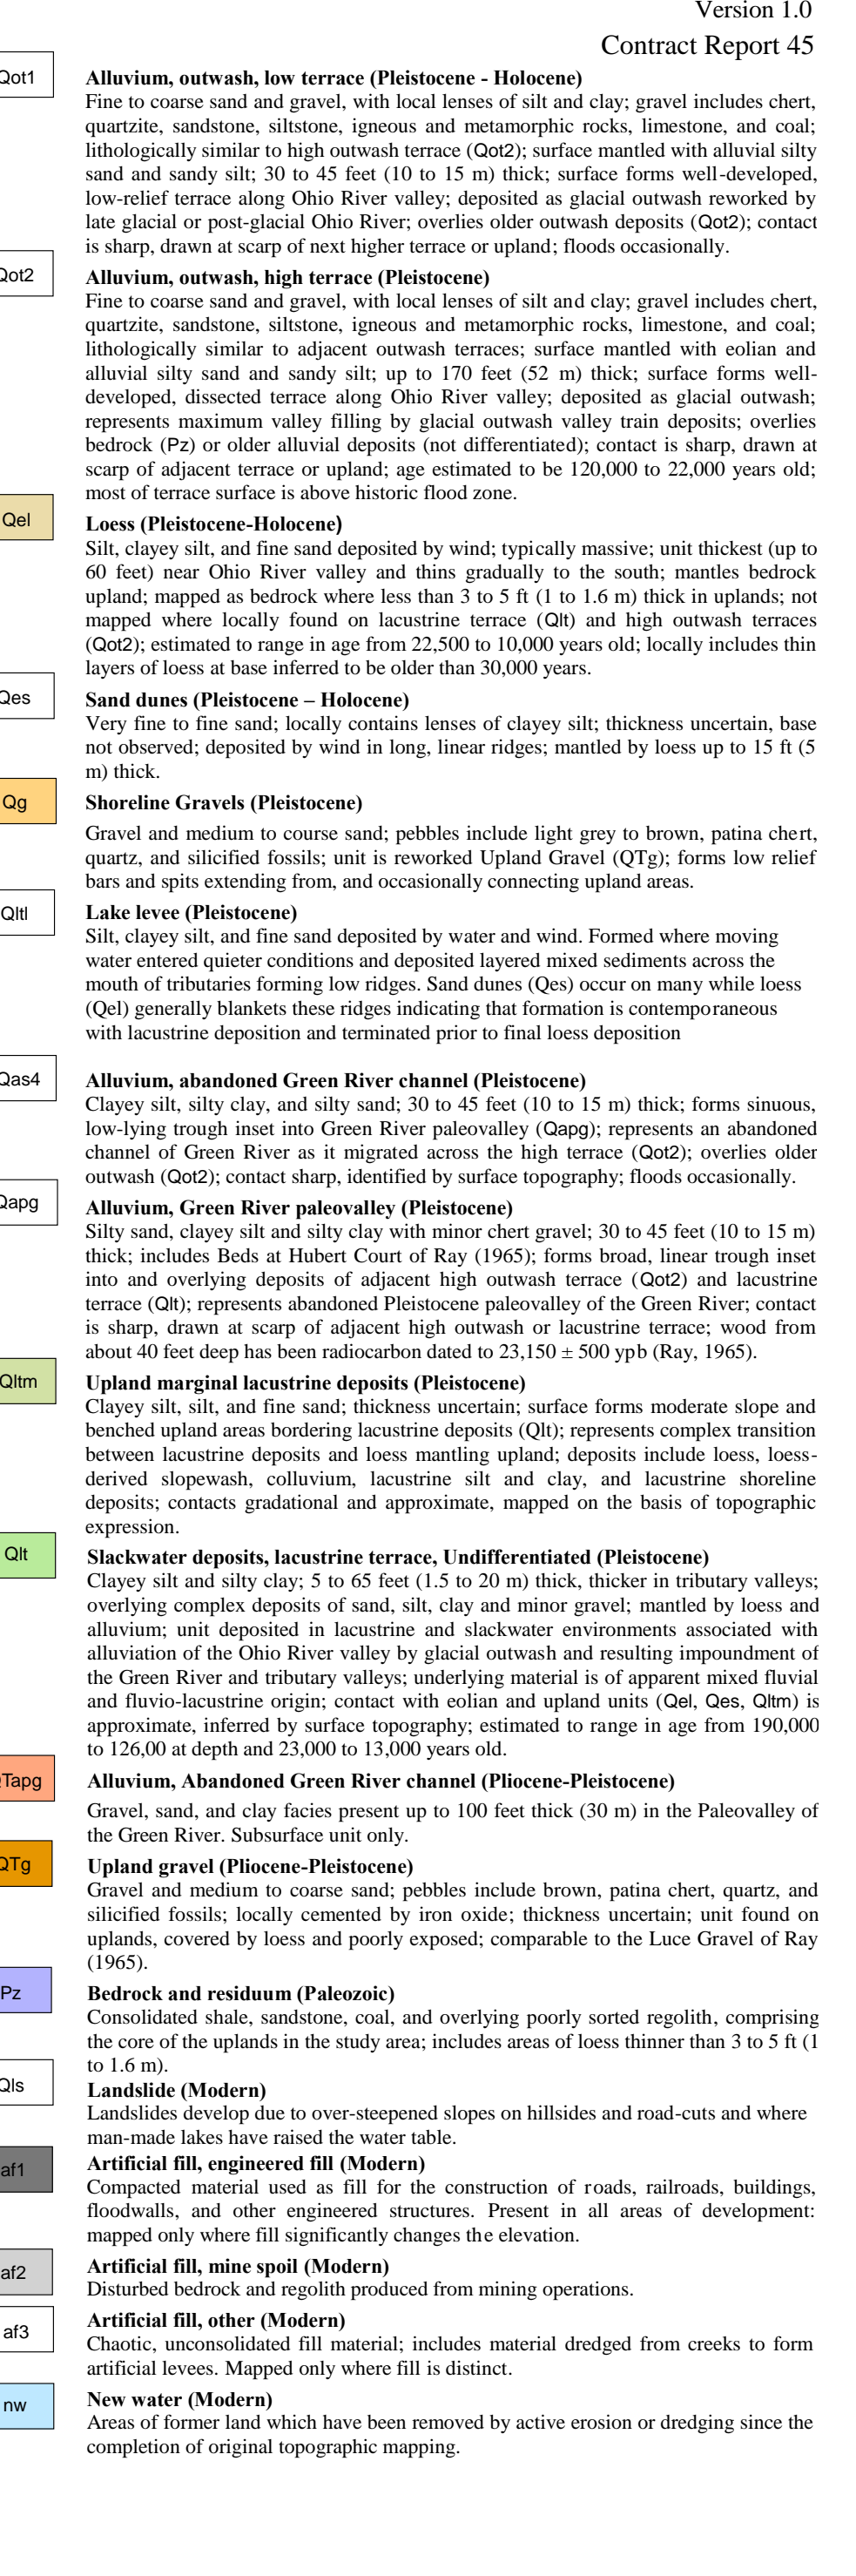 Version 1.0
Contract Report 45
Qot1
Alluvium, outwash, low terrace (Pleistocene - Holocene)
Fine to coarse sand and gravel, with local lenses of silt and clay; gravel includes chert,
quartzite, sandstone, siltstone, igneous and metamorphic rocks, limestone, and coal;
lithologically similar to high outwash terrace (Qot2); surface mantled with alluvial silty
sand and sandy silt; 30 to 45 feet (10 to 15 m) thick; surface forms well-developed,
low-relief terrace along Ohio River valley; deposited as glacial outwash reworked by
late glacial or post-glacial Ohio River; overlies older outwash deposits (Qot2); contact
is sharp, drawn at scarp of next higher terrace or upland; floods occasionally.
Qot2
Alluvium, outwash, high terrace (Pleistocene)
Fine to coarse sand and gravel, with local lenses of silt and clay; gravel includes chert,
quartzite, sandstone, siltstone, igneous and metamorphic rocks, limestone, and coal;
lithologically similar to adjacent outwash terraces; surface mantled with eolian and
alluvial silty sand and sandy silt; up to 170 feet (52 m) thick; surface forms well-
developed, dissected terrace along Ohio River valley; deposited as glacial outwash;
represents maximum valley filling by glacial outwash valley train deposits; overlies
bedrock (Pz) or older alluvial deposits (not differentiated); contact is sharp, drawn at
scarp of adjacent terrace or upland; age estimated to be 120,000 to 22,000 years old;
most of terrace surface is above historic flood zone.
Qel
Loess (Pleistocene-Holocene)
Silt, clayey silt, and fine sand deposited by wind; typically massive; unit thickest (up to
60 feet) near Ohio River valley and thins gradually to the south; mantles bedrock
upland; mapped as bedrock where less than 3 to 5 ft (1 to 1.6 m) thick in uplands; not
mapped where locally found on lacustrine terrace (Qlt) and high outwash terraces
(Qot2); estimated to range in age from 22,500 to 10,000 years old; locally includes thin
layers of loess at base inferred to be older than 30,000 years.
Qes
Sand dunes (Pleistocene – Holocene)
Very fine to fine sand; locally contains lenses of clayey silt; thickness uncertain, base
not observed; deposited by wind in long, linear ridges; mantled by loess up to 15 ft (5
m) thick.
Qg
Shoreline Gravels (Pleistocene)
Gravel and medium to course sand; pebbles include light grey to brown, patina chert,
quartz, and silicified fossils; unit is reworked Upland Gravel (QTg); forms low relief
bars and spits extending from, and occasionally connecting upland areas.
Qltl
Lake levee (Pleistocene)
Silt, clayey silt, and fine sand deposited by water and wind. Formed where moving
water entered quieter conditions and deposited layered mixed sediments across the
mouth of tributaries forming low ridges. Sand dunes (Qes) occur on many while loess
(Qel) generally blankets these ridges indicating that formation is contemporaneous
with lacustrine deposition and terminated prior to final loess deposition
Qas4
Alluvium, abandoned Green River channel (Pleistocene)
Clayey silt, silty clay, and silty sand; 30 to 45 feet (10 to 15 m) thick; forms sinuous,
low-lying trough inset into Green River paleovalley (Qapg); represents an abandoned
channel of Green River as it migrated across the high terrace (Qot2); overlies older
outwash (Qot2); contact sharp, identified by surface topography; floods occasionally.
Qapg
Alluvium, Green River paleovalley (Pleistocene)
Silty sand, clayey silt and silty clay with minor chert gravel; 30 to 45 feet (10 to 15 m)
thick; includes Beds at Hubert Court of Ray (1965); forms broad, linear trough inset
into and overlying deposits of adjacent high outwash terrace (Qot2) and lacustrine
terrace (Qlt); represents abandoned Pleistocene paleovalley of the Green River; contact
is sharp, drawn at scarp of adjacent high outwash or lacustrine terrace; wood from
about 40 feet deep has been radiocarbon dated to 23,150 ± 500 ypb (Ray, 1965).
Qltm
Upland marginal lacustrine deposits (Pleistocene)
Clayey silt, silt, and fine sand; thickness uncertain; surface forms moderate slope and
benched upland areas bordering lacustrine deposits (Qlt); represents complex transition
between lacustrine deposits and loess mantling upland; deposits include loess, loess-
derived slopewash, colluvium, lacustrine silt and clay, and lacustrine shoreline
deposits; contacts gradational and approximate, mapped on the basis of topographic
expression.
Qlt
Slackwater deposits, lacustrine terrace, Undifferentiated (Pleistocene)
Clayey silt and silty clay; 5 to 65 feet (1.5 to 20 m) thick, thicker in tributary valleys;
overlying complex deposits of sand, silt, clay and minor gravel; mantled by loess and
alluvium; unit deposited in lacustrine and slackwater environments associated with
alluviation of the Ohio River valley by glacial outwash and resulting impoundment of
the Green River and tributary valleys; underlying material is of apparent mixed fluvial
and fluvio-lacustrine origin; contact with eolian and upland units (Qel, Qes, Qltm) is
approximate, inferred by surface topography; estimated to range in age from 190,000
to 126,00 at depth and 23,000 to 13,000 years old.
QTapg
Alluvium, Abandoned Green River channel (Pliocene-Pleistocene)
Gravel, sand, and clay facies present up to 100 feet thick (30 m) in the Paleovalley of
the Green River. Subsurface unit only.
QTg
Upland gravel (Pliocene-Pleistocene)
Gravel and medium to coarse sand; pebbles include brown, patina chert, quartz, and
silicified fossils; locally cemented by iron oxide; thickness uncertain; unit found on
uplands, covered by loess and poorly exposed; comparable to the Luce Gravel of Ray
(1965).
Pz
Bedrock and residuum (Paleozoic)
Consolidated shale, sandstone, coal, and overlying poorly sorted regolith, comprising
the core of the uplands in the study area; includes areas of loess thinner than 3 to 5 ft (1
to 1.6 m).
Qls
Landslide (Modern)
Landslides develop due to over-steepened slopes on hillsides and road-cuts and where
man-made lakes have raised the water table.
af1
Artificial fill, engineered fill (Modern)
Compacted material used as fill for the construction of roads, railroads, buildings,
floodwalls, and other engineered structures. Present in all areas of development:
mapped only where fill significantly changes the elevation.
af2
Artificial fill, mine spoil (Modern)
Disturbed bedrock and regolith produced from mining operations.
af3
Artificial fill, other (Modern)
Chaotic, unconsolidated fill material; includes material dredged from creeks to form
artificial levees. Mapped only where fill is distinct.
nw
New water (Modern)
Areas of former land which have been removed by active erosion or dredging since the
completion of original topographic mapping.